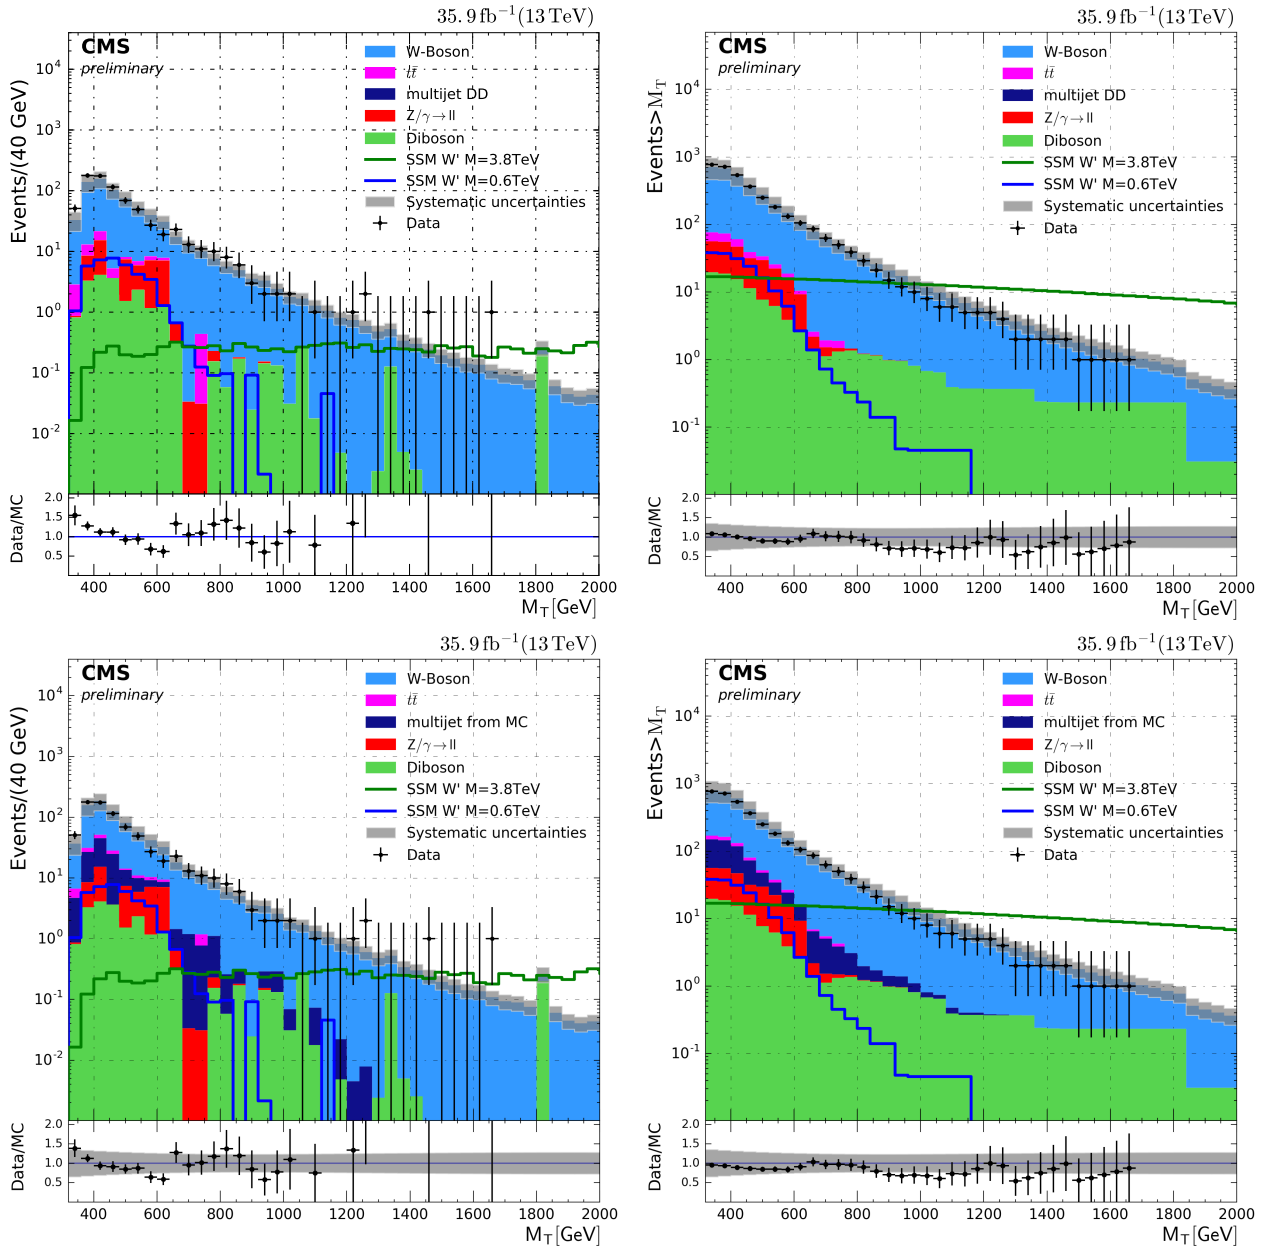 35.9 fb⁻¹ (13 TeV)
CMS
preliminary
W-Boson
tt̄
multijet DD
Z/γ→ll
Diboson
SSM W' M=3.8TeV
SSM W' M=0.6TeV
Systematic uncertainties
Data
Events/(40 GeV)
10⁴
10³
10²
10¹
10⁰
10⁻¹
10⁻²
Data/MC
2.0
1.5
1.0
0.5
400 600 800 1000 1200 1400 1600 1800 2000
M_T [GeV]
35.9 fb⁻¹ (13 TeV)
CMS
preliminary
W-Boson
tt̄
multijet DD
Z/γ→ll
Diboson
SSM W' M=3.8TeV
SSM W' M=0.6TeV
Systematic uncertainties
Data
Events>M_T
10⁴
10³
10²
10¹
10⁰
10⁻¹
Data/MC
2.0
1.5
1.0
0.5
400 600 800 1000 1200 1400 1600 1800 2000
M_T [GeV]
35.9 fb⁻¹ (13 TeV)
CMS
preliminary
W-Boson
tt̄
multijet from MC
Z/γ→ll
Diboson
SSM W' M=3.8TeV
SSM W' M=0.6TeV
Systematic uncertainties
Data
Events/(40 GeV)
10⁴
10³
10²
10¹
10⁰
10⁻¹
10⁻²
Data/MC
2.0
1.5
1.0
0.5
400 600 800 1000 1200 1400 1600 1800 2000
M_T [GeV]
35.9 fb⁻¹ (13 TeV)
CMS
preliminary
W-Boson
tt̄
multijet from MC
Z/γ→ll
Diboson
SSM W' M=3.8TeV
SSM W' M=0.6TeV
Systematic uncertainties
Data
Events>M_T
10⁴
10³
10²
10¹
10⁰
10⁻¹
Data/MC
2.0
1.5
1.0
0.5
400 600 800 1000 1200 1400 1600 1800 2000
M_T [GeV]